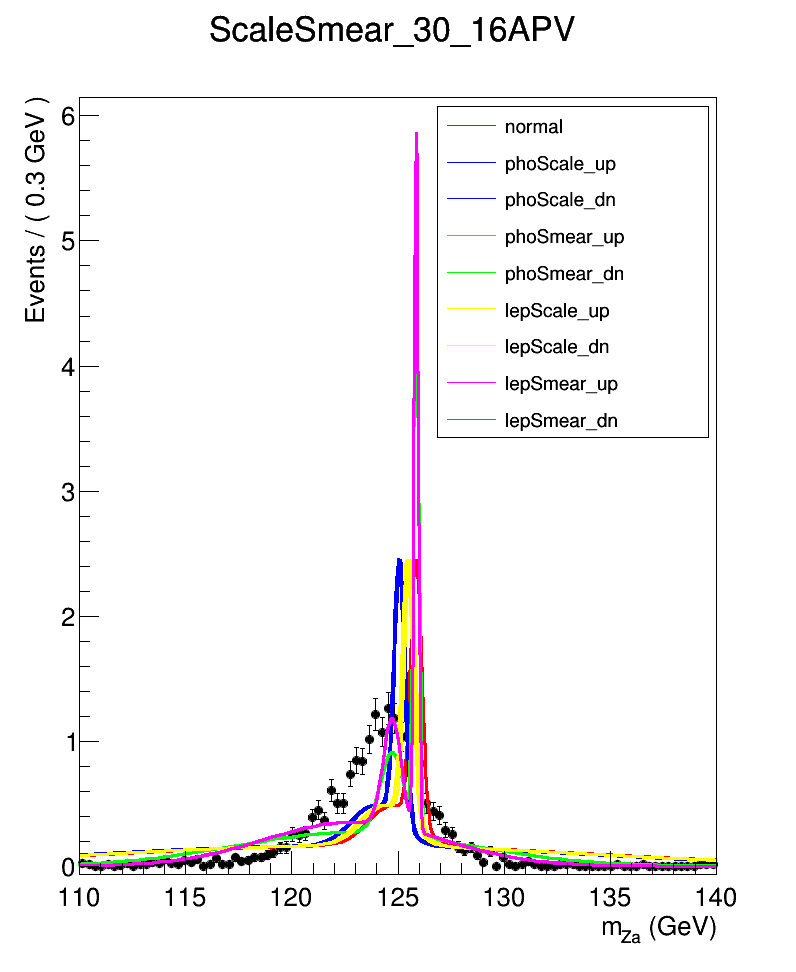 ScaleSmear_30_16APV
Events / ( 0.3 GeV )
6
5
4
3
2
1
0
normal
phoScale_up
phoScale_dn
phoSmear_up
phoSmear_dn
lepScale_up
lepScale_dn
lepSmear_up
lepSmear_dn
110 115 120 125 130 135 140
m_Za (GeV)